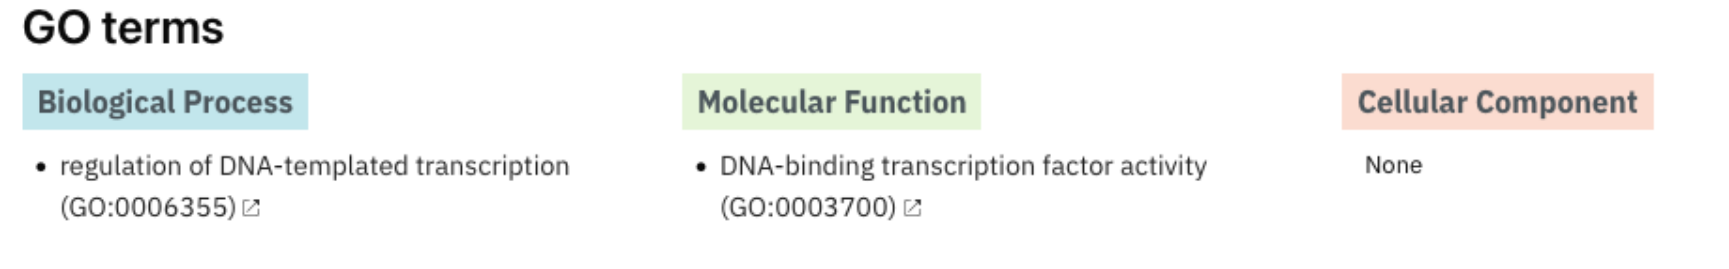 GO terms
Biological Process
regulation of DNA-templated transcription
(GO:0006355)
Molecular Function
DNA-binding transcription factor activity
(GO:0003700)
Cellular Component
None